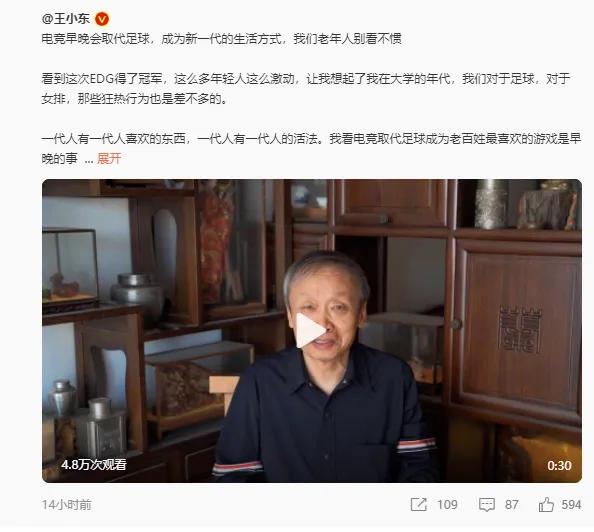 @王小东
电竞早晚会取代足球，成为新一代的生活方式，我们老年人别看不惯
看到这次EDG得了冠军，这么多年轻人这么激动，让我想起了我在大学的年代，我们对于足球，对于
女排，那些狂热行为也是差不多的。
一代人有一代人喜欢的东西，一代人有一代人的活法。我看电竞取代足球成为老百姓最喜欢的游戏是早
晚的事 ... 展开
4.8万次观看
0:30
14小时前
109
87
594